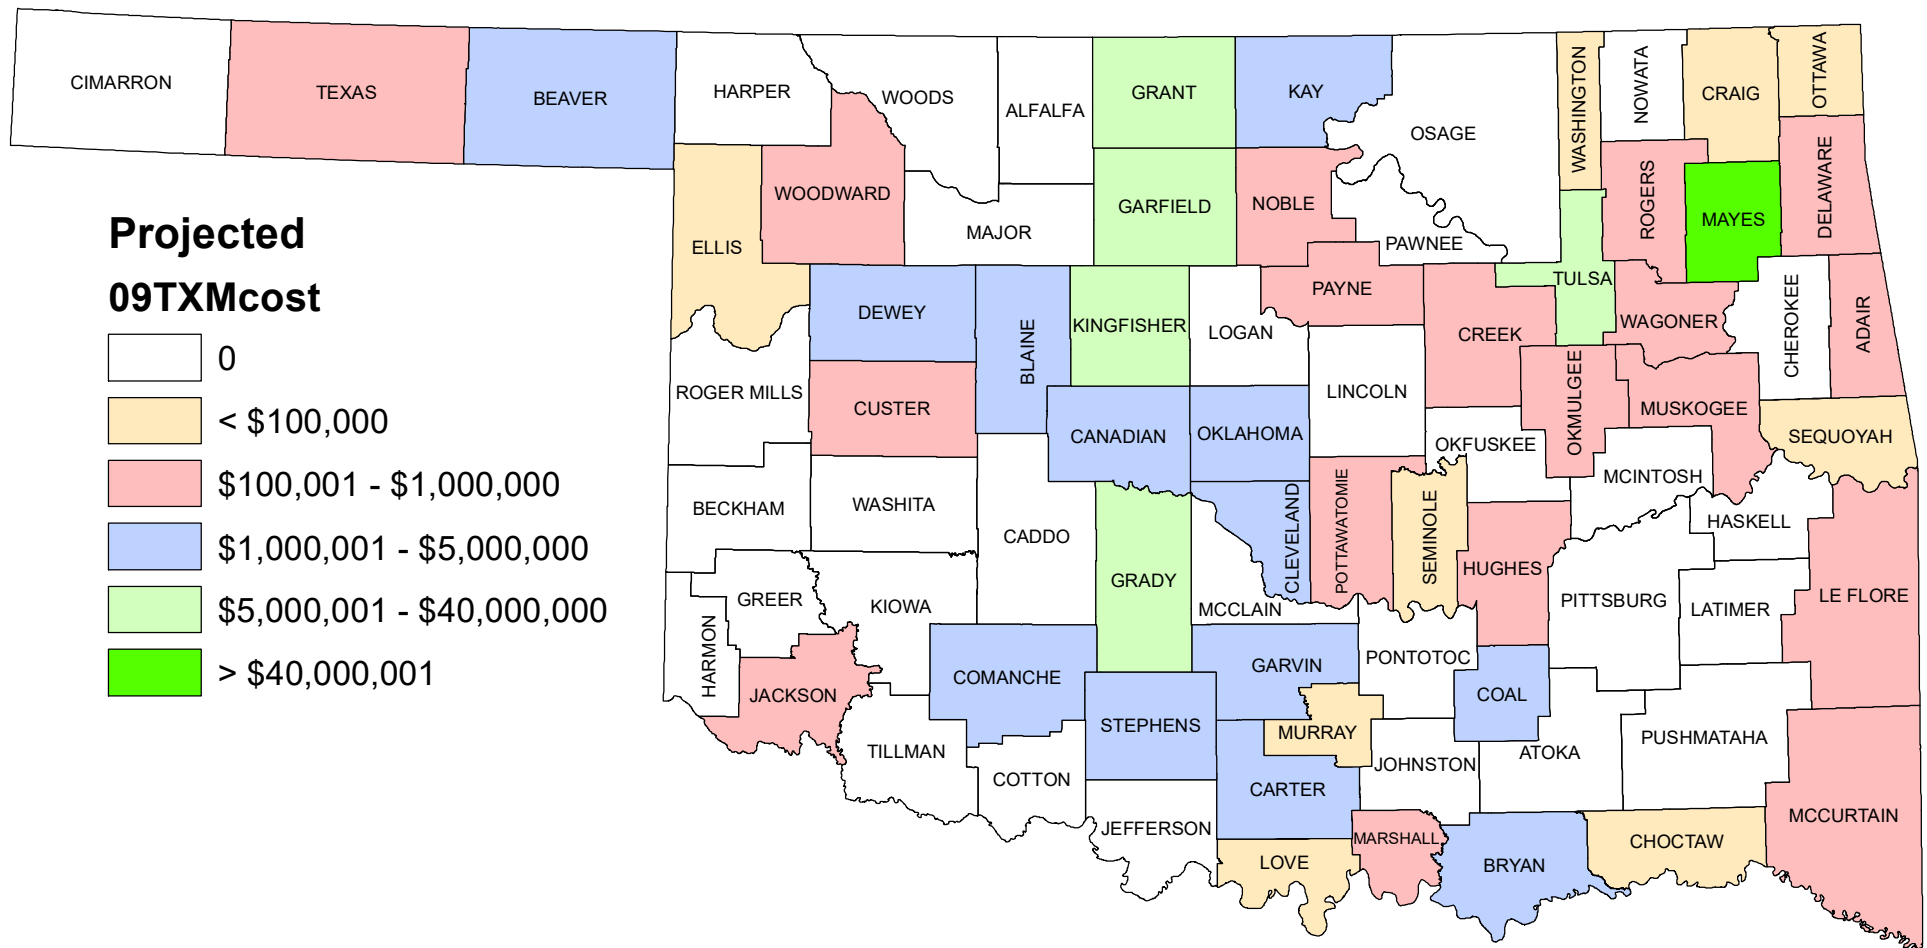 CIMARRON
TEXAS
BEAVER
HARPER
WOODS
ALFALFA
GRANT
KAY
OSAGE
WASHINGTON
NOWATA
CRAIG
OTTAWA
WOODWARD
ELLIS
MAJOR
GARFIELD
NOBLE
PAWNEE
ROGERS
MAYES
DELAWARE
Projected
09TXMcost
0
< $100,000
$100,001 - $1,000,000
$1,000,001 - $5,000,000
$5,000,001 - $40,000,000
> $40,000,001
DEWEY
BLAINE
KINGFISHER
LOGAN
PAYNE
CREEK
TULSA
WAGONER
CHEROKEE
ADAIR
ROGER MILLS
CUSTER
CANADIAN
OKLAHOMA
LINCOLN
OKFUSKEE
OKMULGEE
MUSKOGEE
SEQUOYAH
BECKHAM
WASHITA
CADDO
GRADY
CLEVELAND
POTTAWATOMIE
SEMINOLE
HUGHES
MCINTOSH
HASKELL
GREER
KIOWA
MCCLAIN
PITTSBURG
LATIMER
LE FLORE
HARMON
JACKSON
COMANCHE
GARVIN
PONTOTOC
COAL
STEPHENS
MURRAY
TILLMAN
COTTON
JOHNSTON
ATOKA
PUSHMATAHA
CARTER
JEFFERSON
LOVE
MARSHALL
BRYAN
CHOCTAW
MCCURTAIN